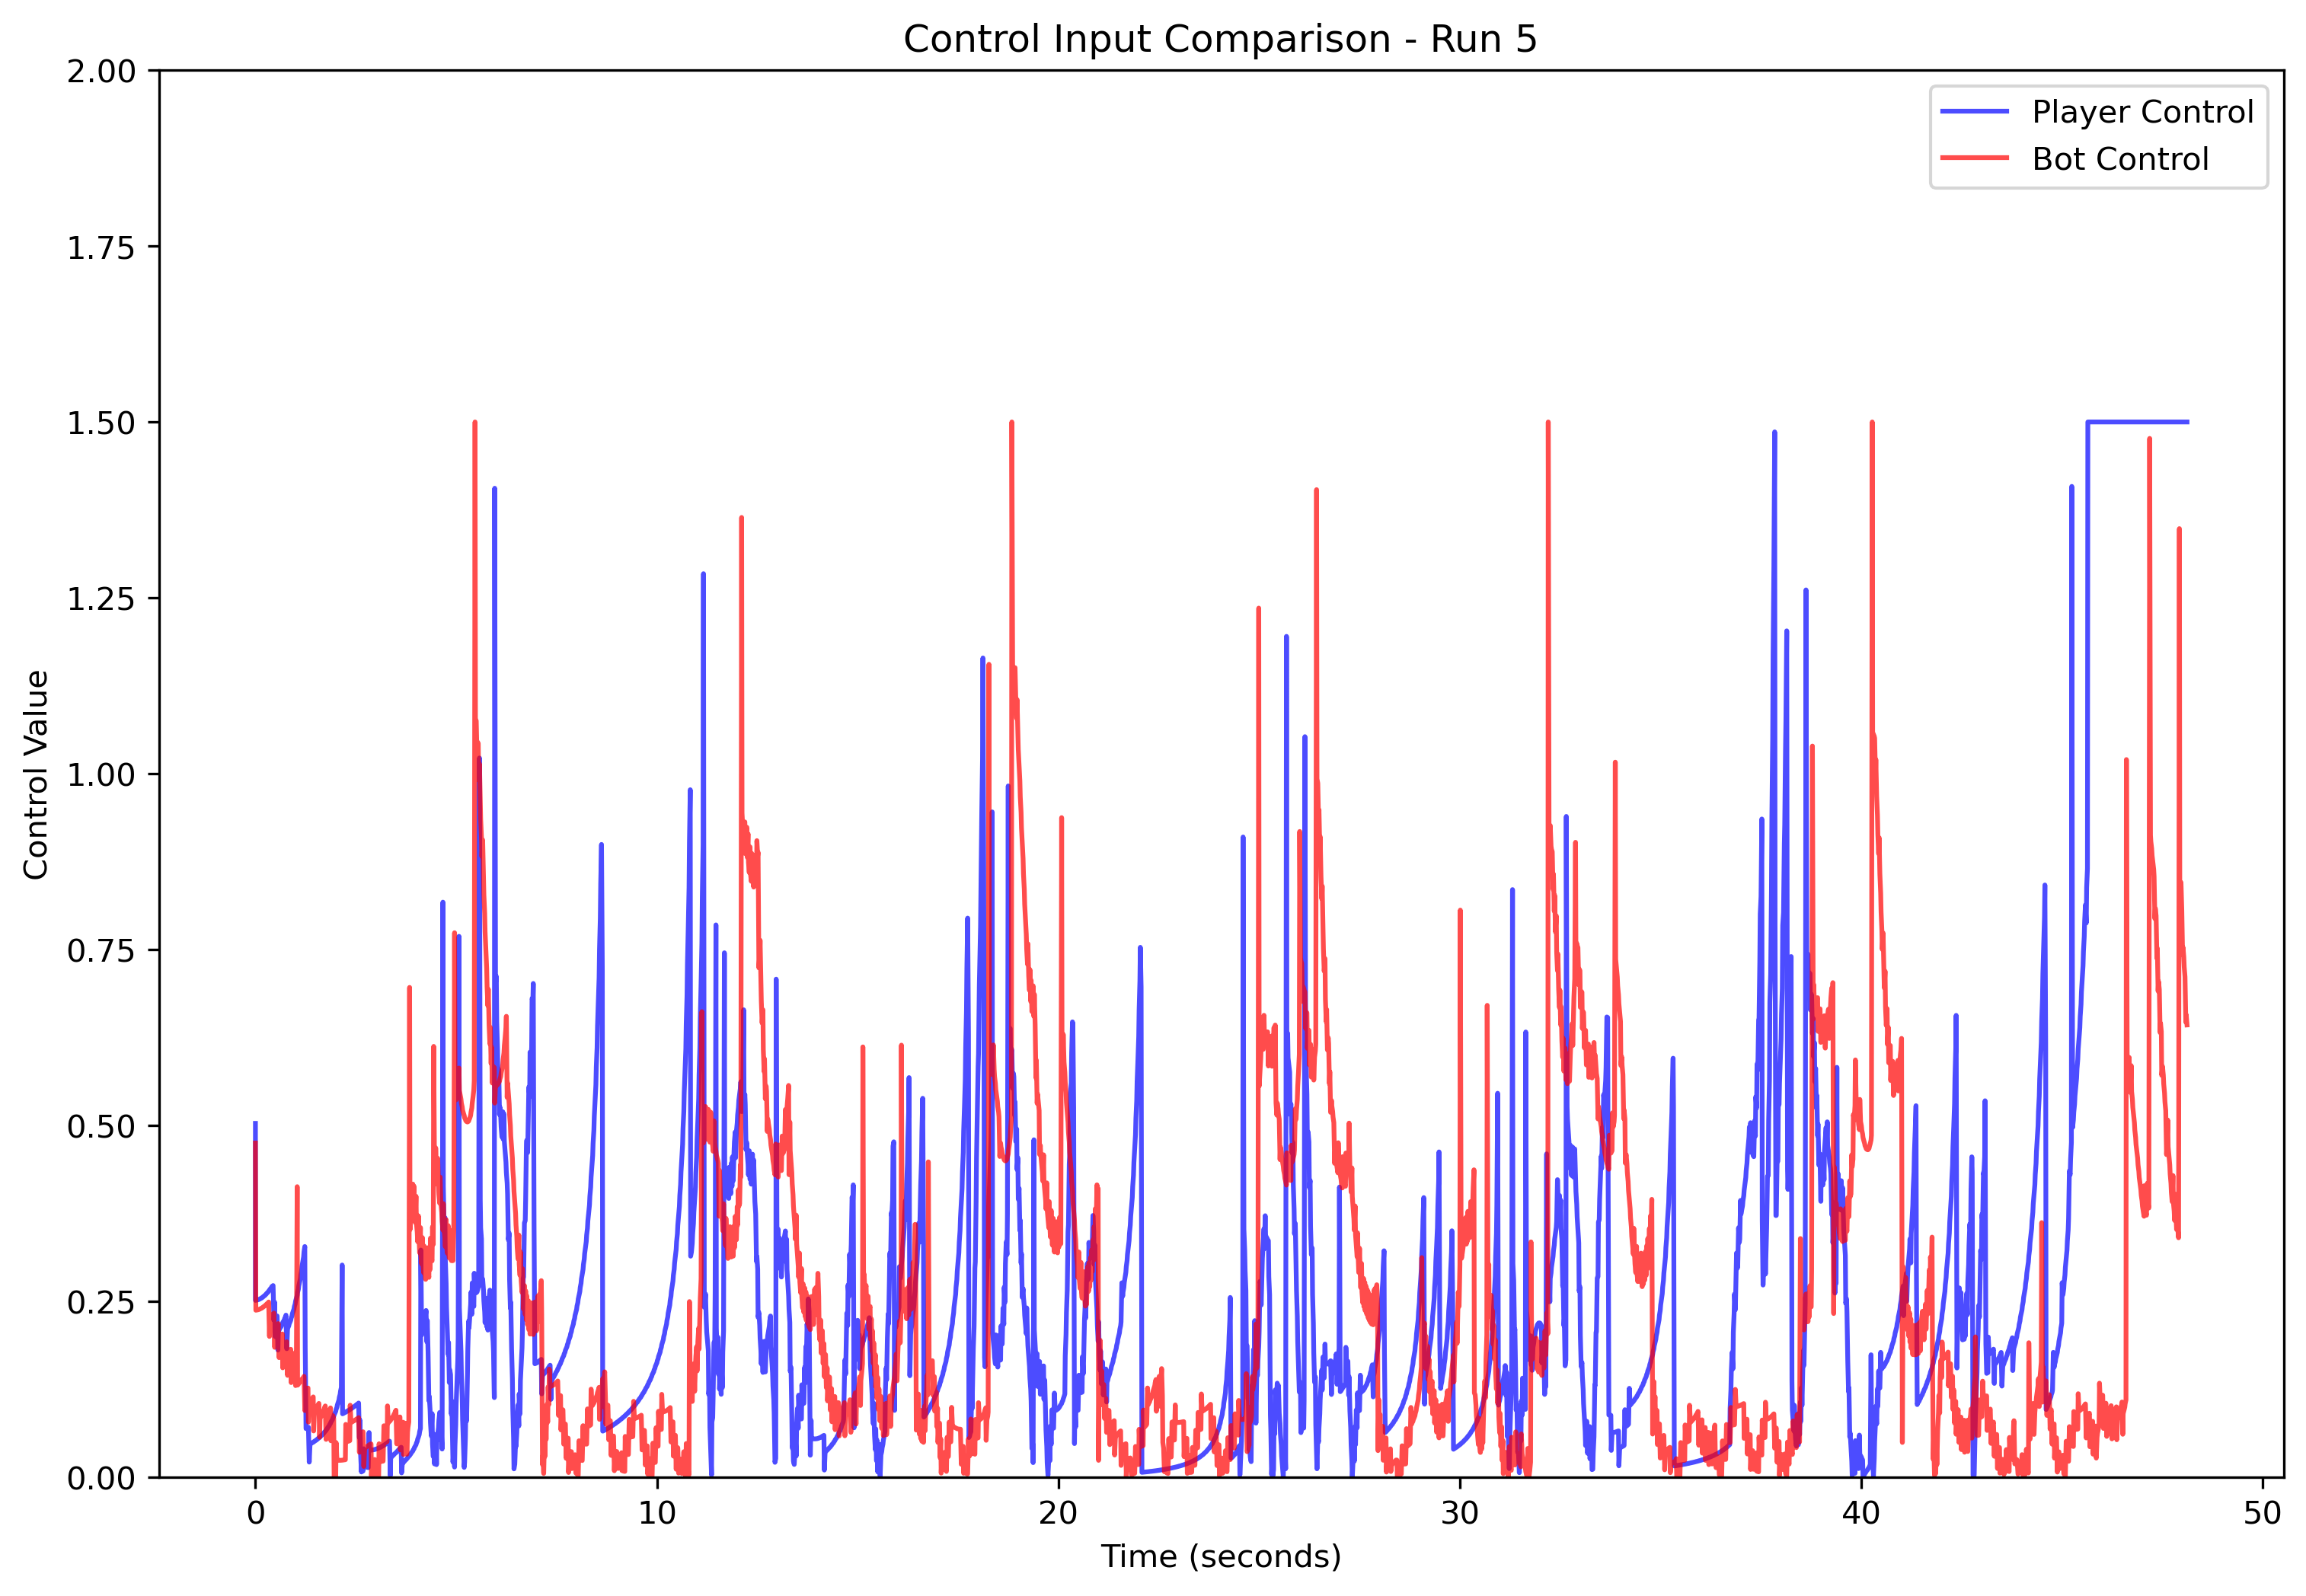 Control Input Comparison - Run 5
2.00
1.75
1.50
1.25
1.00
0.75
0.50
0.25
0.00
Control Value
Player Control
Bot Control
0 10 20 30 40 50
Time (seconds)